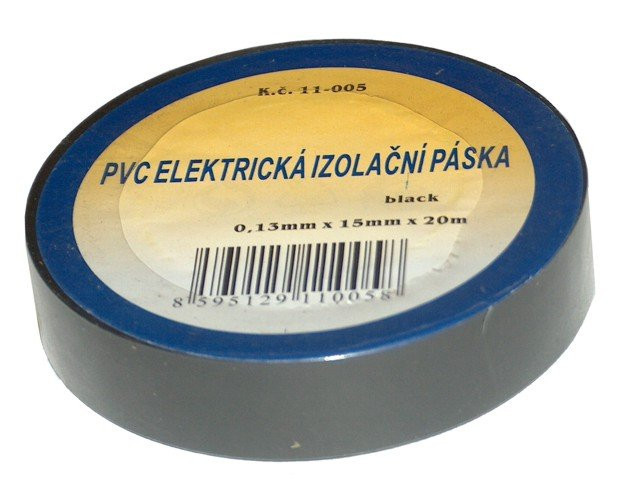 K.č. 11-005
PVC ELEKTRICKÁ IZOLAČNÍ PÁSKA
black
0,13mm x 15mm x 20m
8 595129 110058